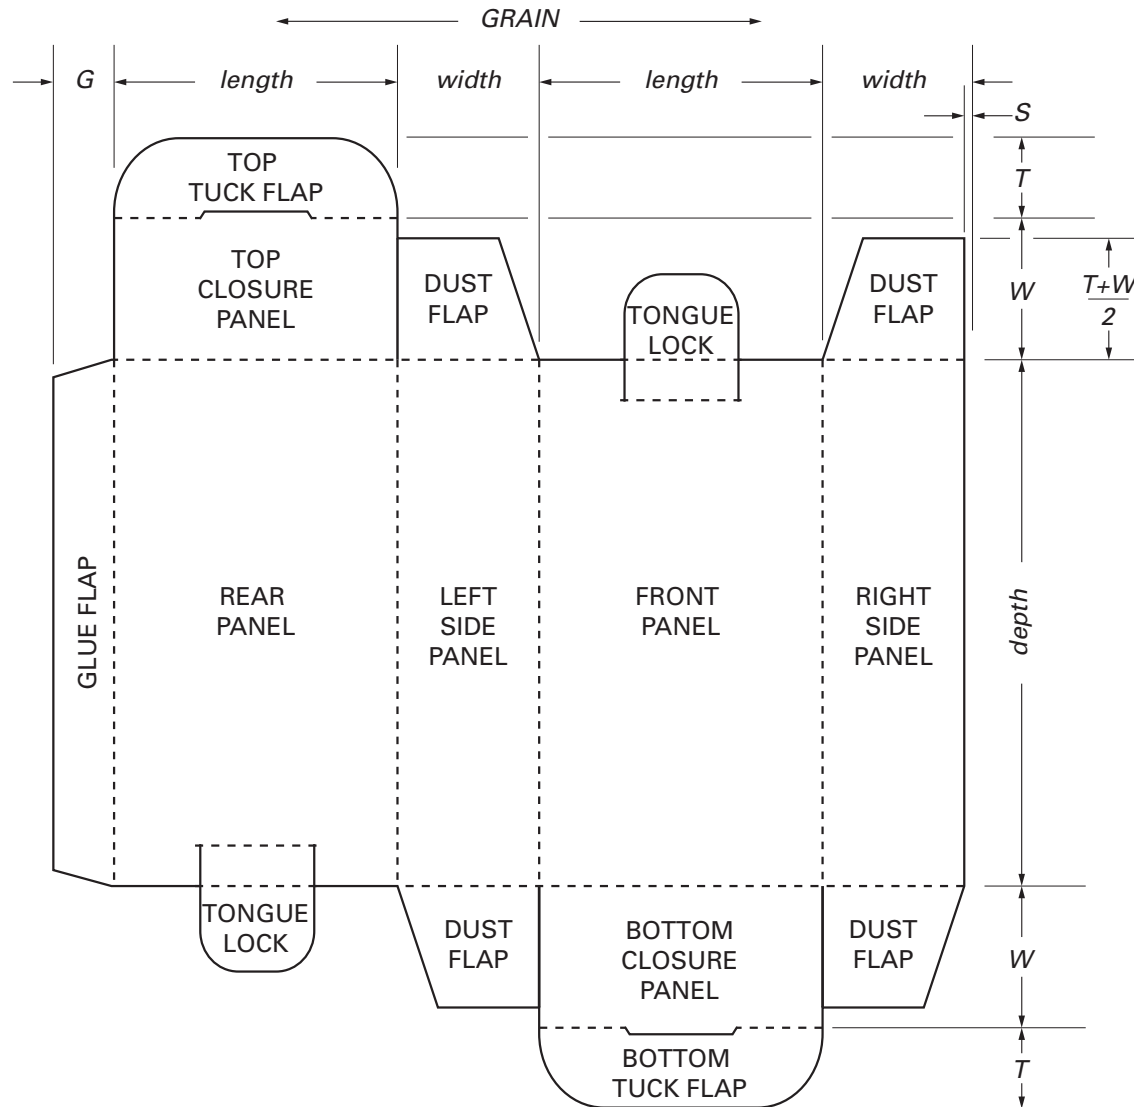 GRAIN
G
length
width
length
width
S
TOP
TUCK FLAP
T
TOP
CLOSURE
PANEL
DUST
FLAP
TONGUE
LOCK
DUST
FLAP
W
T+W
2
GLUE FLAP
REAR
PANEL
LEFT
SIDE
PANEL
FRONT
PANEL
RIGHT
SIDE
PANEL
depth
TONGUE
LOCK
DUST
FLAP
BOTTOM
CLOSURE
PANEL
DUST
FLAP
W
BOTTOM
TUCK FLAP
T